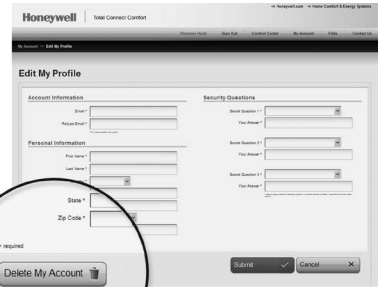 → Honeywell.com → Home Comfort & Energy Systems
Honeywell | Total Connect Comfort
Sign Out Control Center My Account FAQs Contact Us
My Account → Edit My Profile
Edit My Profile
Account Information
Email *
Retype Email *
Personal Information
First Name *
Last Name *
State *
Zip Code *
* required
Delete My Account
Security Questions
Secret Question 1 *
Your Answer *
Secret Question 2 *
Your Answer *
Secret Question 3 *
Your Answer *
Submit
Cancel